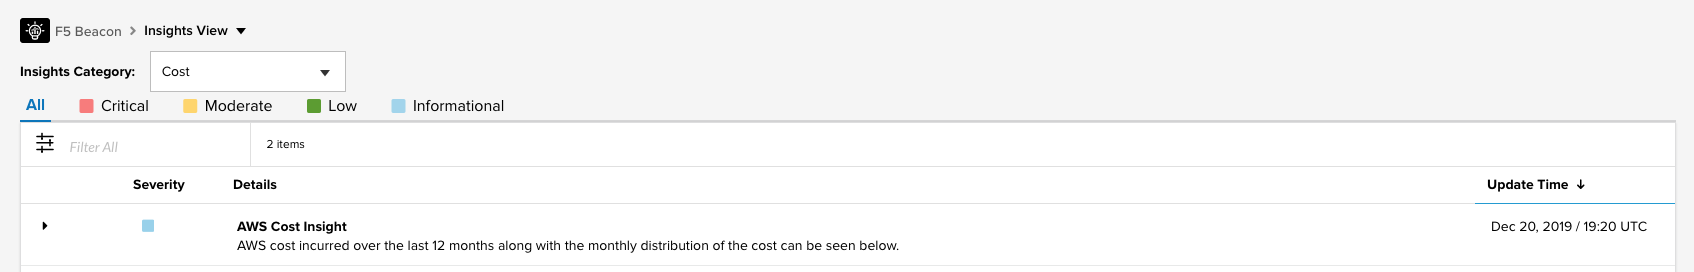 F5 Beacon > Insights View
Insights Category: Cost
All Critical Moderate Low Informational
Filter All 2 items
Severity Details Update Time ↓
AWS Cost Insight Dec 20, 2019 / 19:20 UTC
AWS cost incurred over the last 12 months along with the monthly distribution of the cost can be seen below.